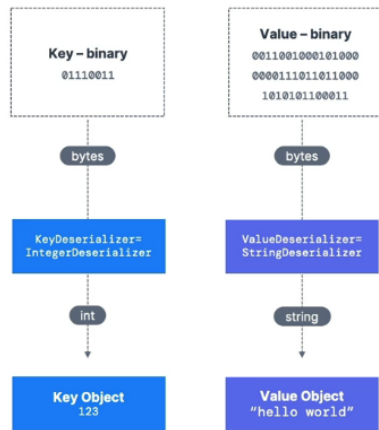 Key – binary
01110011
bytes
KeyDeserializer=
IntegerDeserializer
int
Key Object
123
Value – binary
0011001000101000
0000111011011000
1010101100011
bytes
ValueDeserializer=
StringDeserializer
string
Value Object
"hello world"